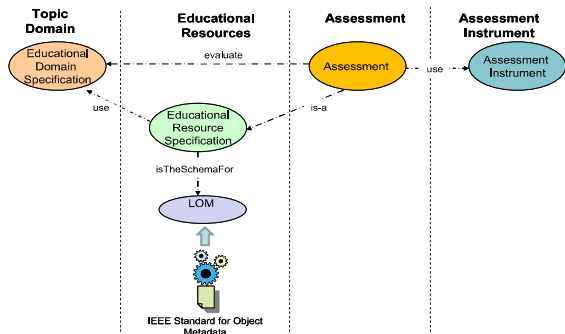 Topic
Domain
Educational
Resources
Assessment
Assessment
Instrument
Educational
Domain
Specification
evaluate
Assessment
use
Assessment
Instrument
use
Educational
Resource
Specification
is-a
isTheSchemaFor
LOM
IEEE Standard for Object
Metadata